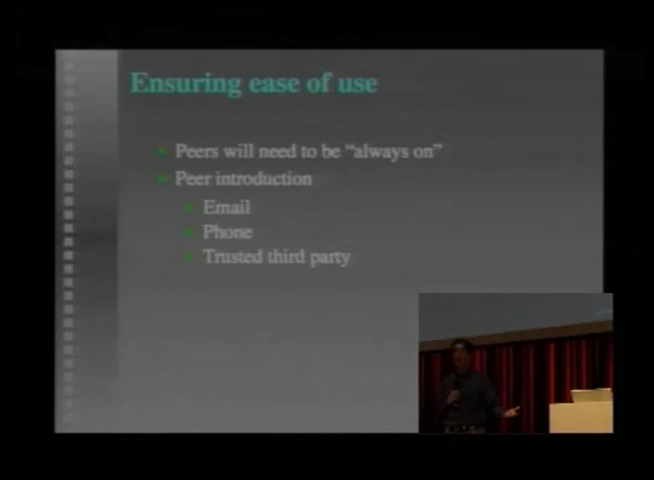 Ensuring ease of use
Peers will need to be "always on"
Peer introduction
Email
Phone
Trusted third party